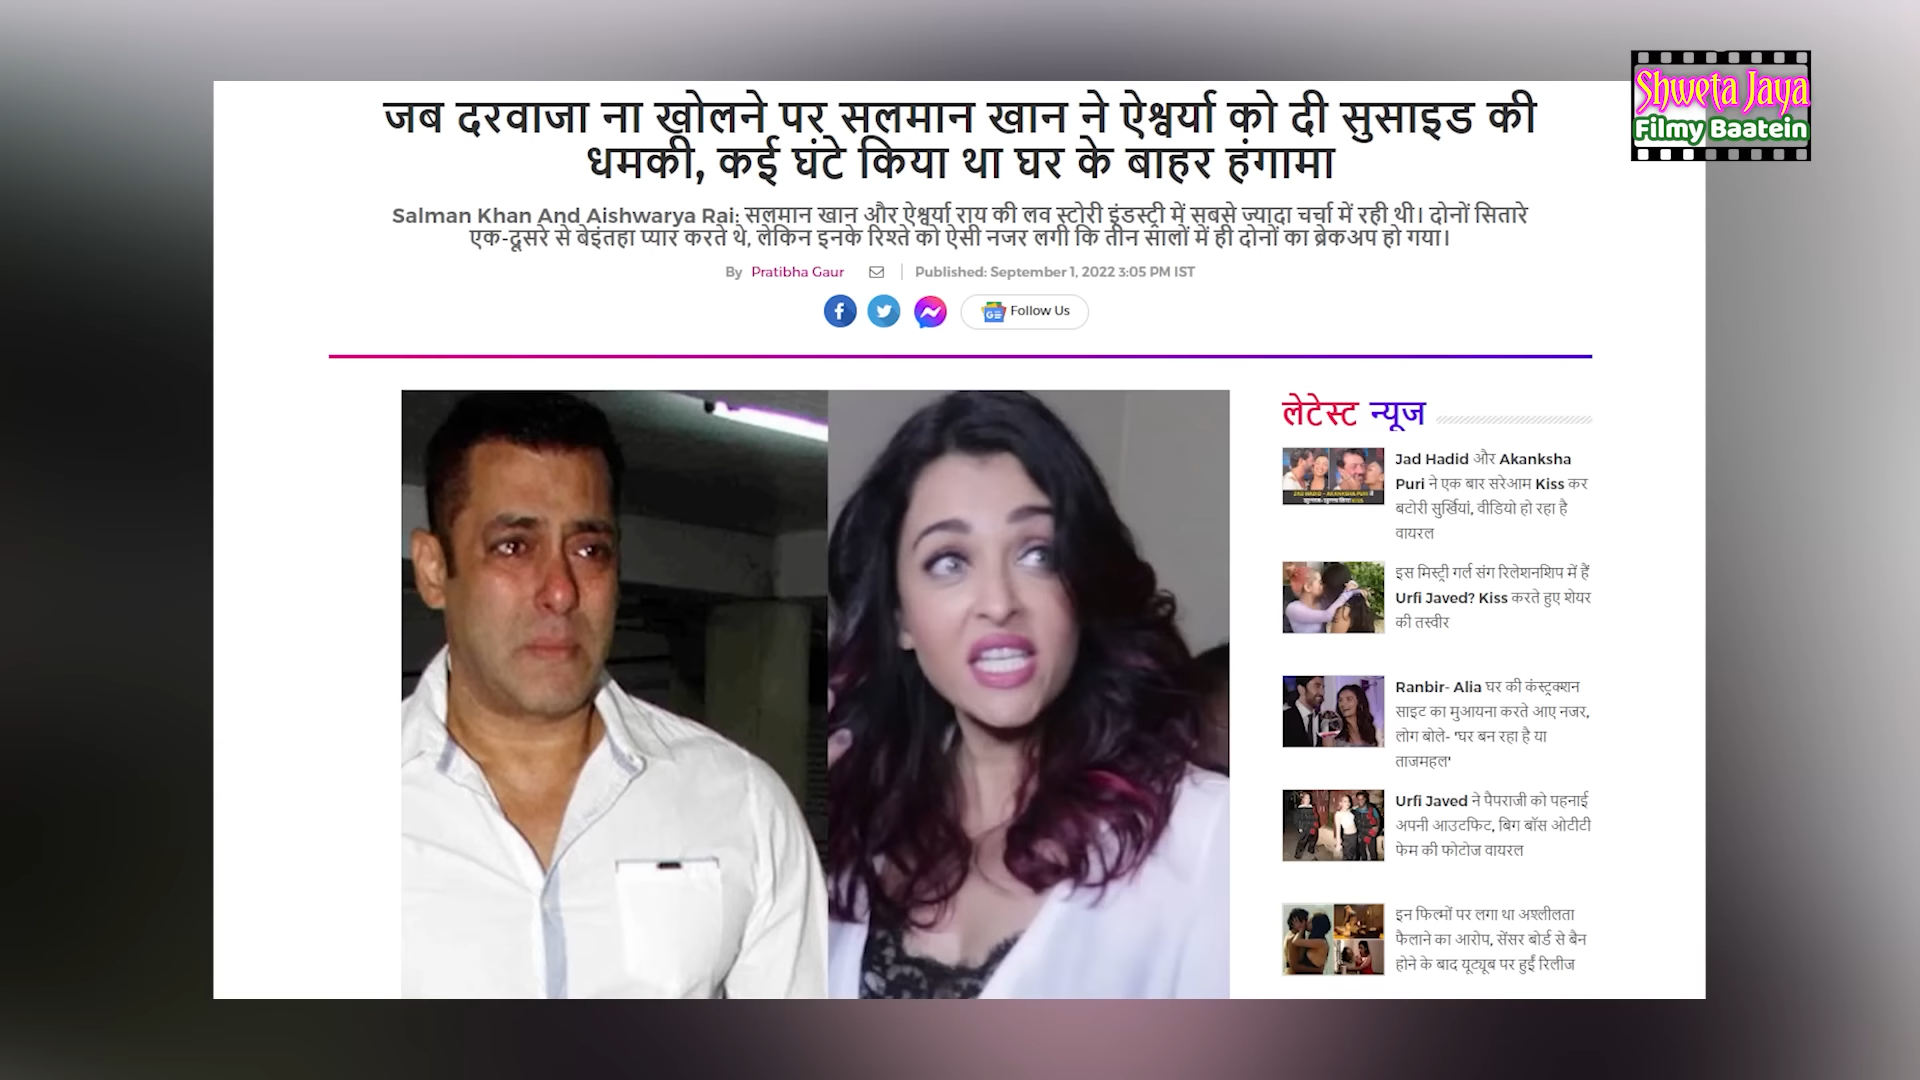 Shweta Jaya
Filmy Baatein
जब दरवाजा ना खोलने पर सलमान खान ने ऐश्वर्या को दी सुसाइड की
धमकी, कई घंटे किया था घर के बाहर हंगामा
Salman Khan And Aishwarya Rai: सलमान खान और ऐश्वर्या राय की लव स्टोरी इंडस्ट्री में सबसे ज्यादा चर्चा में रही थी। दोनों सितारे
एक-दूसरे से बेइंतहा प्यार करते थे, लेकिन इनके रिश्ते को ऐसी नजर लगी कि तीन सालों में ही दोनों का ब्रेकअप हो गया।
By Pratibha Gaur Published: September 1, 2022 3:05 PM IST
Follow Us
लेटेस्ट न्यूज
Jad Hadid और Akanksha
Puri ने एक बार सरेआम Kiss कर
बटोरी सुर्खियां, वीडियो हो रहा है
वायरल
इस मिस्ट्री गर्ल संग रिलेशनशिप में हैं
Urfi Javed? Kiss करते हुए शेयर
की तस्वीर
Ranbir- Alia घर की कंस्ट्रक्शन
साइट का मुआयना करते आए नजर,
लोग बोले- 'घर बन रहा है या
ताजमहल'
Urfi Javed ने पैपराजी को पहनाई
अपनी आउटफिट, बिग बॉस ओटीटी
फेम की फोटोज वायरल
इन फिल्मों पर लगा था अश्लीलता
फैलाने का आरोप, सेंसर बोर्ड से बैन
होने के बाद यूट्यूब पर हुईं रिलीज